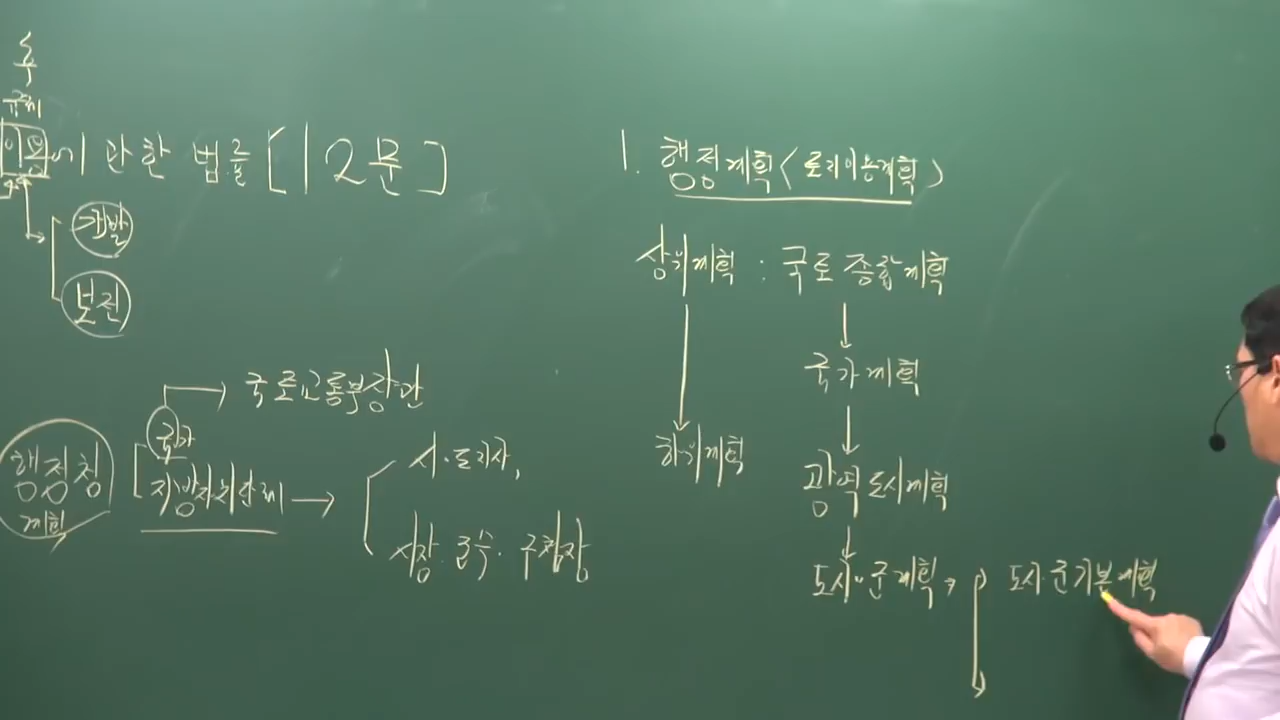 규제
이용에 관한 법률 [12문]
개발
보전
국토교통부장관
국가
행정청
계획
지방자치단체
시·도지사,
시장·군수·구청장
1. 행정계획〈토지이용계획〉
상위계획 : 국토종합계획
국가계획
하위계획
광역도시계획
도시·군계획
도시·군기본계획